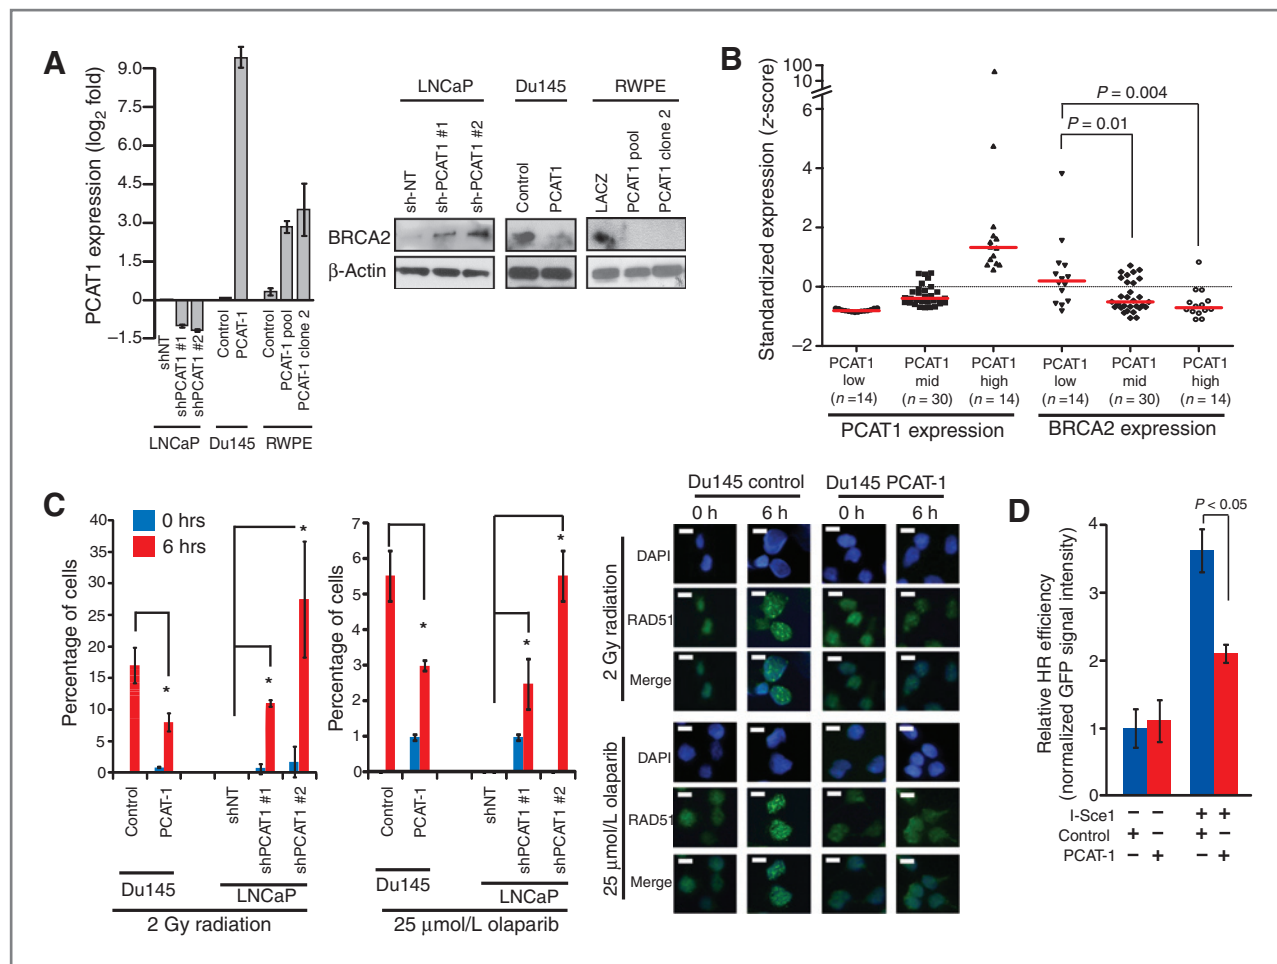 A
PCAT1 expression (log2 fold)
9.0
7.5
6.0
4.5
3.0
1.5
0
−1.5
shNT
shPCAT1 #1
shPCAT1 #2
Control
PCAT-1
Control
PCAT-1 pool
PCAT-1 clone 2
LNCaP Du145 RWPE
LNCaP Du145 RWPE
sh-NT
sh-PCAT1 #1
sh-PCAT1 #2
Control
PCAT1
LACZ
PCAT1 pool
PCAT1 clone 2
BRCA2
β-Actin
B
Standardized expression (z-score)
100
10
6
4
2
0
−2
P = 0.004
P = 0.01
PCAT1 PCAT1 PCAT1 PCAT1 PCAT1 PCAT1
low mid high low mid high
(n =14) (n = 30) (n = 14) (n =14) (n = 30) (n = 14)
PCAT1 expression BRCA2 expression
C
0 hrs
6 hrs
Percentage of cells
40
35
30
25
20
15
10
5
0
* * *
Control
PCAT-1
shNT
shPCAT1 #1
shPCAT1 #2
Du145 LNCaP
2 Gy radiation
Percentage of cells
7
6
5
4
3
2
1
0
* * *
Control
PCAT-1
shNT
shPCAT1 #1
shPCAT1 #2
Du145 LNCaP
25 μmol/L olaparib
Du145 control Du145 PCAT-1
0 h 6 h 0 h 6 h
2 Gy radiation
DAPI
RAD51
Merge
25 μmol/L olaparib
DAPI
RAD51
Merge
D
Relative HR efficiency
(normalized GFP signal intensity)
4
3
2
1
0
P < 0.05
I-Sce1 − − + +
Control + − + −
PCAT-1 − + − +